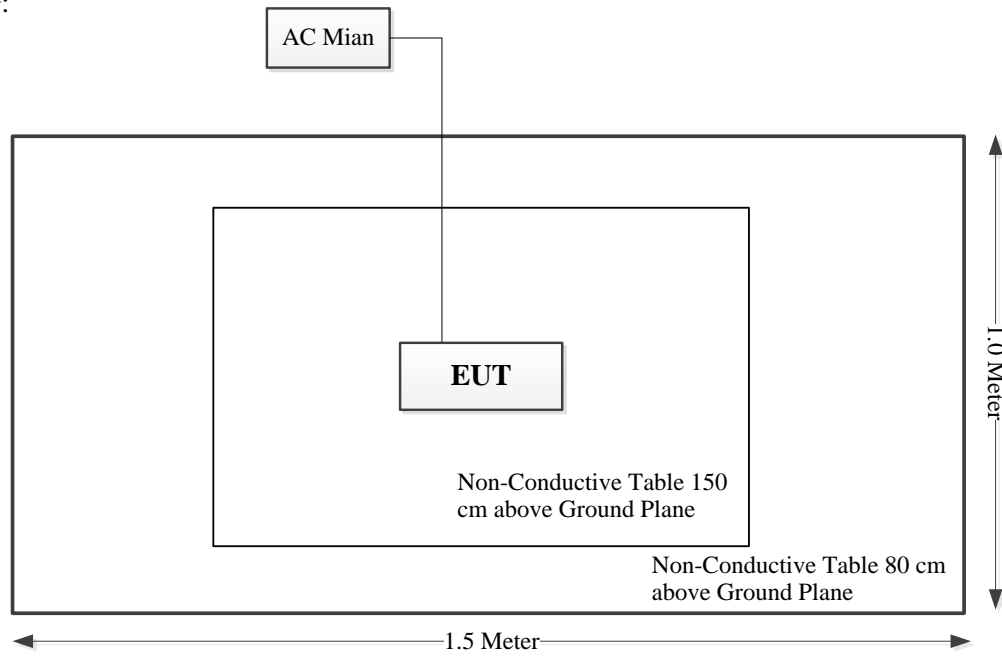 :
AC Mian
EUT
1.0 Meter
Non-Conductive Table 150
cm above Ground Plane
Non-Conductive Table 80 cm
above Ground Plane
1.5 Meter